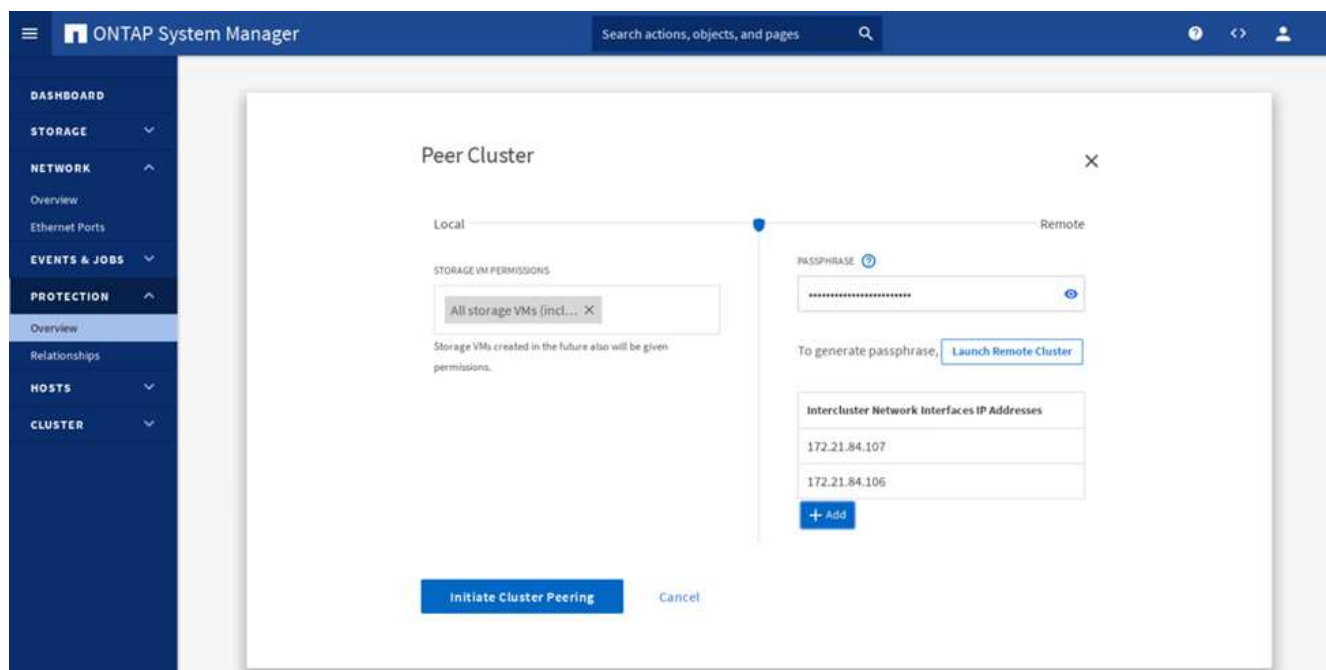 ONTAP System Manager
Search actions, objects, and pages
DASHBOARD
STORAGE
NETWORK
Overview
Ethernet Ports
EVENTS & JOBS
PROTECTION
Overview
Relationships
HOSTS
CLUSTER
Peer Cluster
Local
Remote
STORAGE VM PERMISSIONS
All storage VMs (incl...
Storage VMs created in the future also will be given
permissions.
PASSPHRASE
••••••••••••••••••••••••
To generate passphrase, Launch Remote Cluster
Intercluster Network Interfaces IP Addresses
172.21.84.107
172.21.84.106
+ Add
Initiate Cluster Peering
Cancel